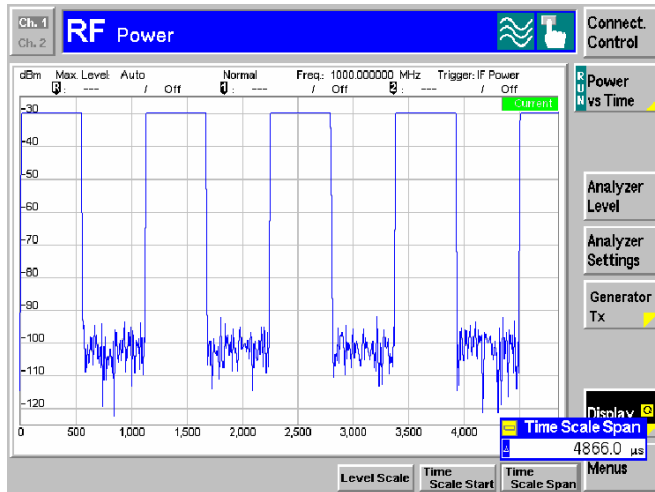 Ch. 1
Ch. 2
RF Power
Connect. Control
dBm Max. Level: Auto Normal Freq.: 1000.000000 MHz Trigger: IF Power
R : --- / Off 1 : --- / Off 2 : --- / Off
Current
-30
-40
-50
-60
-70
-80
-90
-100
-110
-120
0 500 1,000 1,500 2,000 2,500 3,000 3,500 4,000
RUN
Power vs Time
Analyzer Level
Analyzer Settings
Generator Tx
Display
Time Scale Span
4866.0 µs
Menus
Level Scale
Time Scale Start
Time Scale Span